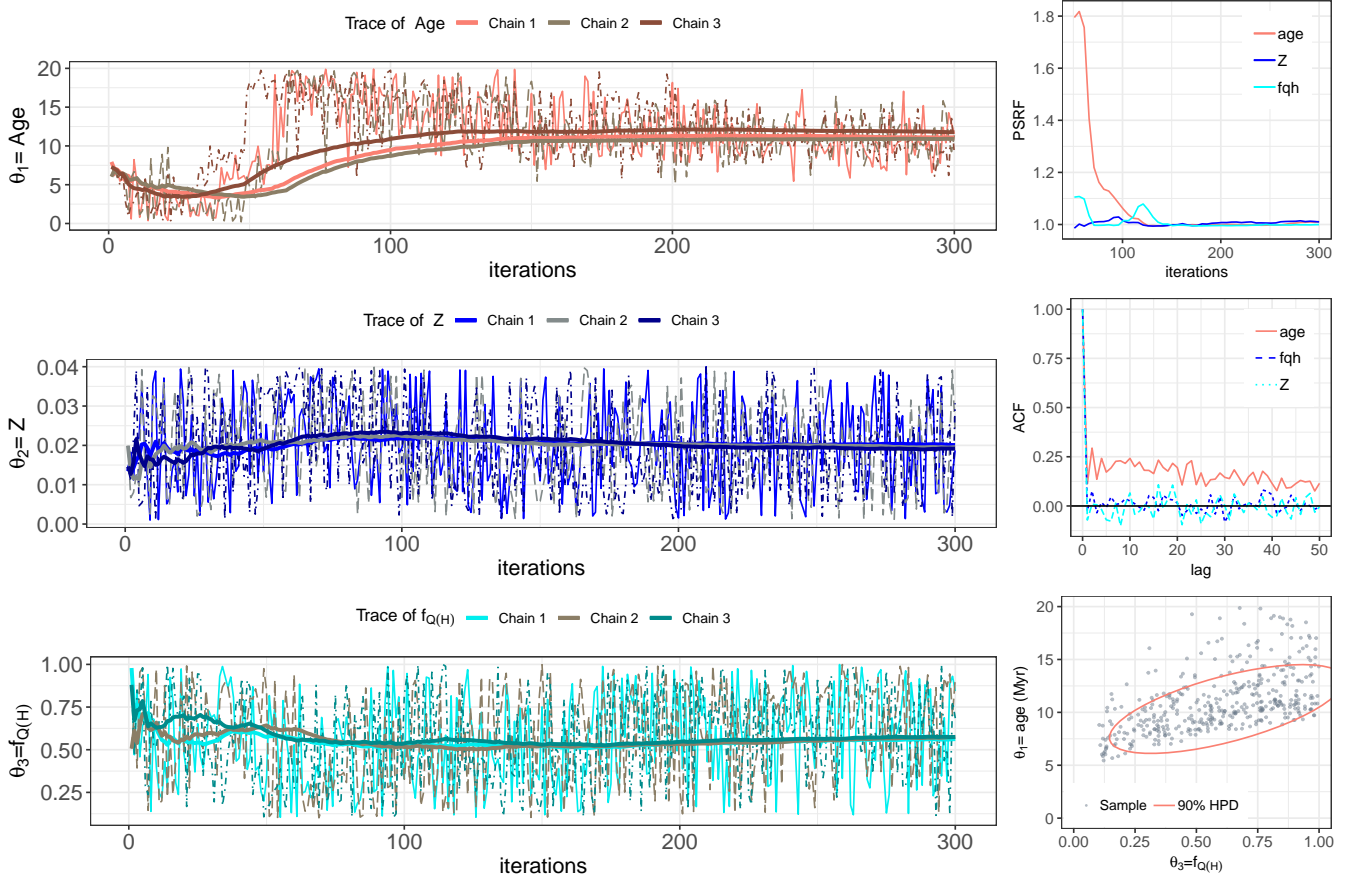 Trace of Age Chain 1 Chain 2 Chain 3
θ1= Age
20
15
10
5
0
0
100
200
300
iterations
PSRF
1.8
1.6
1.4
1.2
1.0
age
Z
fqh
100
200
300
iterations
Trace of Z Chain 1 Chain 2 Chain 3
θ2= Z
0.04
0.03
0.02
0.01
0.00
0
100
200
300
iterations
ACF
1.00
0.75
0.50
0.25
0.00
age
fqh
Z
0
10
20
30
40
50
lag
Trace of fQ(H) Chain 1 Chain 2 Chain 3
θ3=fQ(H)
1.00
0.75
0.50
0.25
0
100
200
300
iterations
θ1= age (Myr)
20
15
10
5
0
Sample 90% HPD
0.00
0.25
0.50
0.75
1.00
θ3=fQ(H)